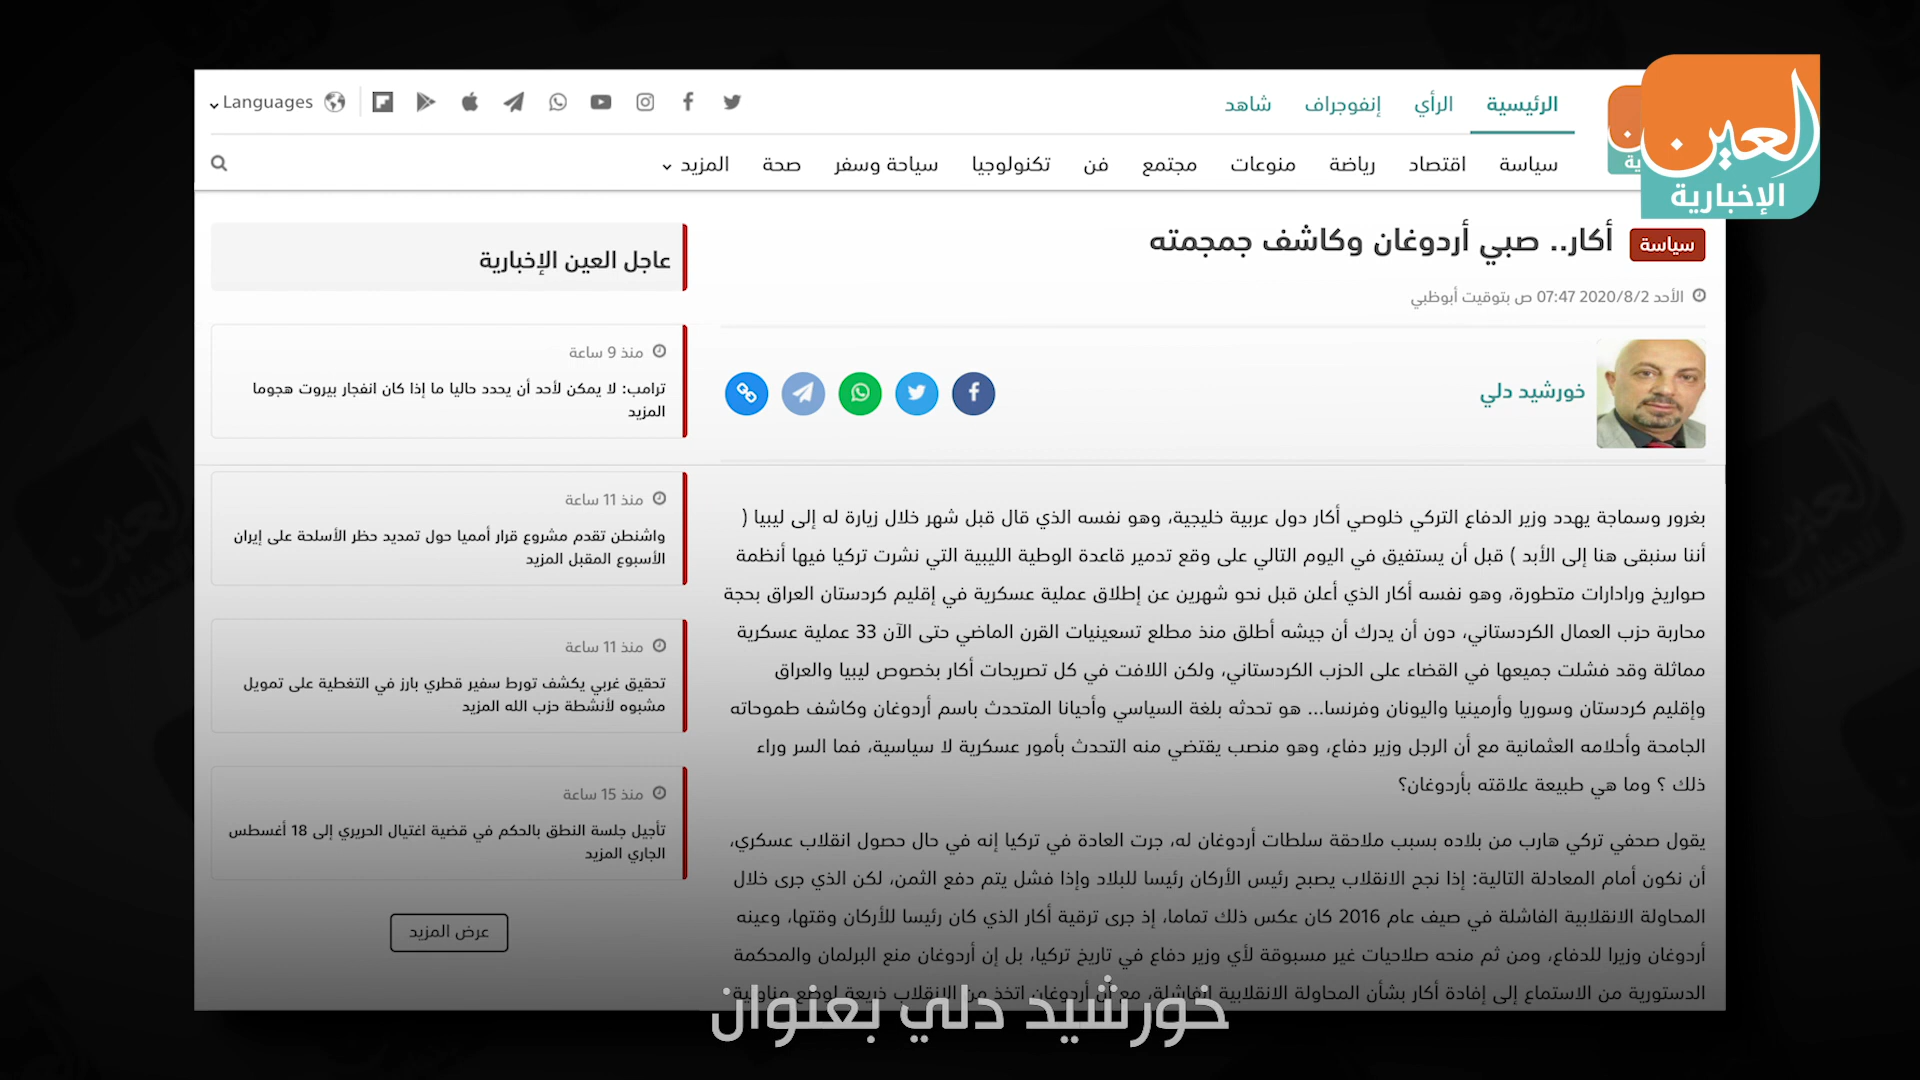 العين
الإخبارية
الرئيسية
الرأي
إنفوجراف
شاهد
Languages
سياسة
اقتصاد
رياضة
منوعات
مجتمع
فن
تكنولوجيا
سياحة وسفر
صحة
المزيد
سياسة
أكار.. صبي أردوغان وكاشف جمجمته
الأحد 2020/8/2 07:47 ص بتوقيت أبوظبي
خورشيد دلي
بغرور وسماجة يهدد وزير الدفاع التركي خلوصي أكار دول عربية خليجية، وهو نفسه الذي قال قبل شهر خلال زيارة له إلى ليبيا (
أننا سنبقى هنا إلى الأبد ) قبل أن يستفيق في اليوم التالي على وقع تدمير قاعدة الوطية الليبية التي نشرت تركيا فيها أنظمة
صواريخ ورادارات متطورة، وهو نفسه أكار الذي أعلن قبل نحو شهرين عن إطلاق عملية عسكرية في إقليم كردستان العراق بحجة
محاربة حزب العمال الكردستاني، دون أن يدرك أن جيشه أطلق منذ مطلع تسعينيات القرن الماضي حتى الآن 33 عملية عسكرية
مماثلة وقد فشلت جميعها في القضاء على الحزب الكردستاني، ولكن اللافت في كل تصريحات أكار بخصوص ليبيا والعراق
وإقليم كردستان وسوريا وأرمينيا واليونان وفرنسا... هو تحدثه بلغة السياسي وأحيانا المتحدث باسم أردوغان وكاشف طموحاته
الجامحة وأحلامه العثمانية مع أن الرجل وزير دفاع، وهو منصب يقتضي منه التحدث بأمور عسكرية لا سياسية، فما السر وراء
ذلك ؟ وما هي طبيعة علاقته بأردوغان؟
يقول صحفي تركي هارب من بلاده بسبب ملاحقة سلطات أردوغان له، جرت العادة في تركيا إنه في حال حصول انقلاب عسكري،
أن نكون أمام المعادلة التالية: إذا نجح الانقلاب يصبح رئيس الأركان رئيسا للبلاد وإذا فشل يتم دفع الثمن، لكن الذي جرى خلال
المحاولة الانقلابية الفاشلة في صيف عام 2016 كان عكس ذلك تماما، إذ جرى ترقية أكار الذي كان رئيسا للأركان وقتها، وعينه
أردوغان وزيرا للدفاع، ومن ثم منحه صلاحيات غير مسبوقة لأي وزير دفاع في تاريخ تركيا، بل إن أردوغان منع البرلمان والمحكمة
الدستورية من الاستماع إلى إفادة أكار بشأن المحاولة الانقلابية الفاشلة، مع أن أردوغان اتخذ من الانقلاب ذريعة لوضع مناوئيه
عاجل العين الإخبارية
منذ 9 ساعة
ترامب: لا يمكن لأحد أن يحدد حاليا ما إذا كان انفجار بيروت هجوما
المزيد
منذ 11 ساعة
واشنطن تقدم مشروع قرار أمميا حول تمديد حظر الأسلحة على إيران
الأسبوع المقبل المزيد
منذ 11 ساعة
تحقيق غربي يكشف تورط سفير قطري بارز في التغطية على تمويل
مشبوه لأنشطة حزب الله المزيد
منذ 15 ساعة
تأجيل جلسة النطق بالحكم في قضية اغتيال الحريري إلى 18 أغسطس
الجاري المزيد
عرض المزيد
خورشيد دلي بعنوان